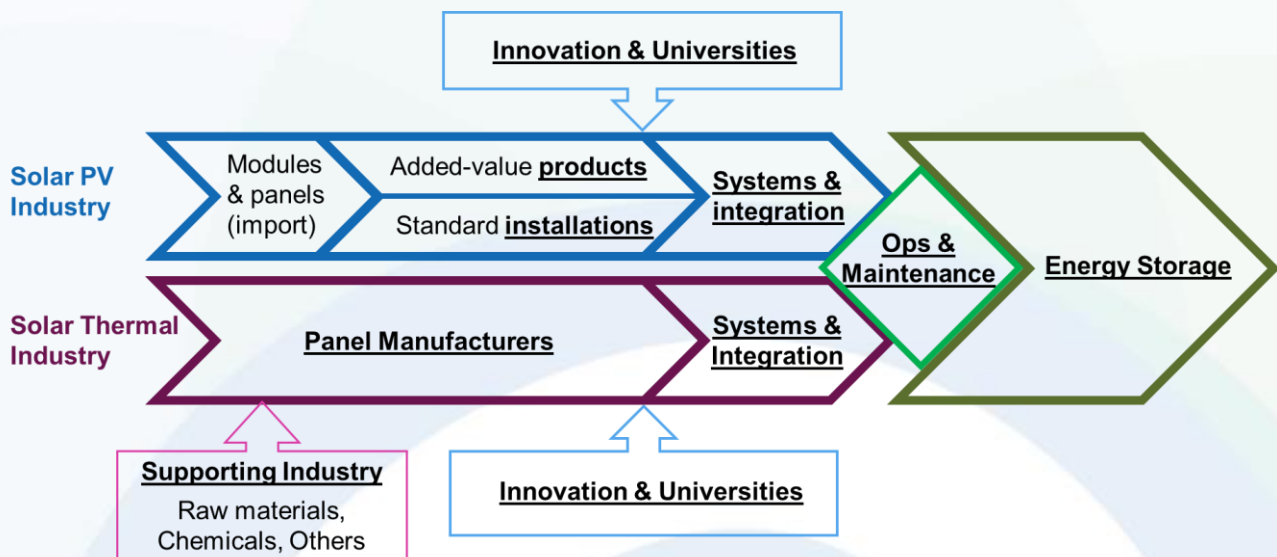 Innovation & Universities
Solar PV
Industry
Modules
& panels
(import)
Added-value products
Standard installations
Systems &
integration
Ops &
Maintenance
Energy Storage
Solar Thermal
Industry
Panel Manufacturers
Systems &
Integration
Supporting Industry
Raw materials,
Chemicals, Others
Innovation & Universities